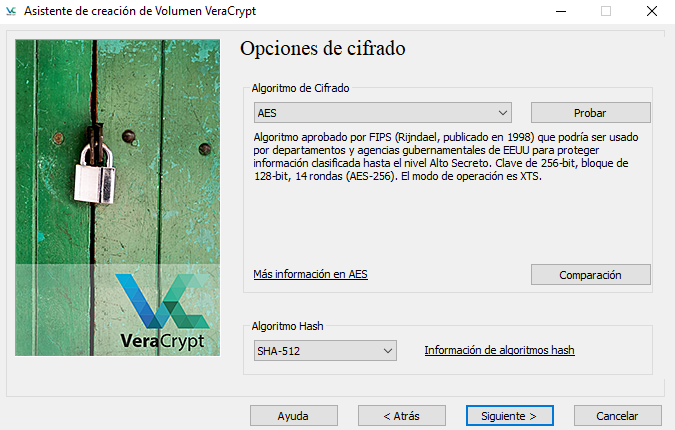 Asistente de creación de Volumen VeraCrypt
Opciones de cifrado
Algoritmo de Cifrado
AES
Probar
Algoritmo aprobado por FIPS (Rijndael, publicado en 1998) que podría ser usado
por departamentos y agencias gubernamentales de EEUU para proteger
información clasificada hasta el nivel Alto Secreto. Clave de 256-bit, bloque de
128-bit, 14 rondas (AES-256). El modo de operación es XTS.
Más información en AES
Comparación
VeraCrypt
Algoritmo Hash
SHA-512
Información de algoritmos hash
Ayuda
< Atrás
Siguiente >
Cancelar